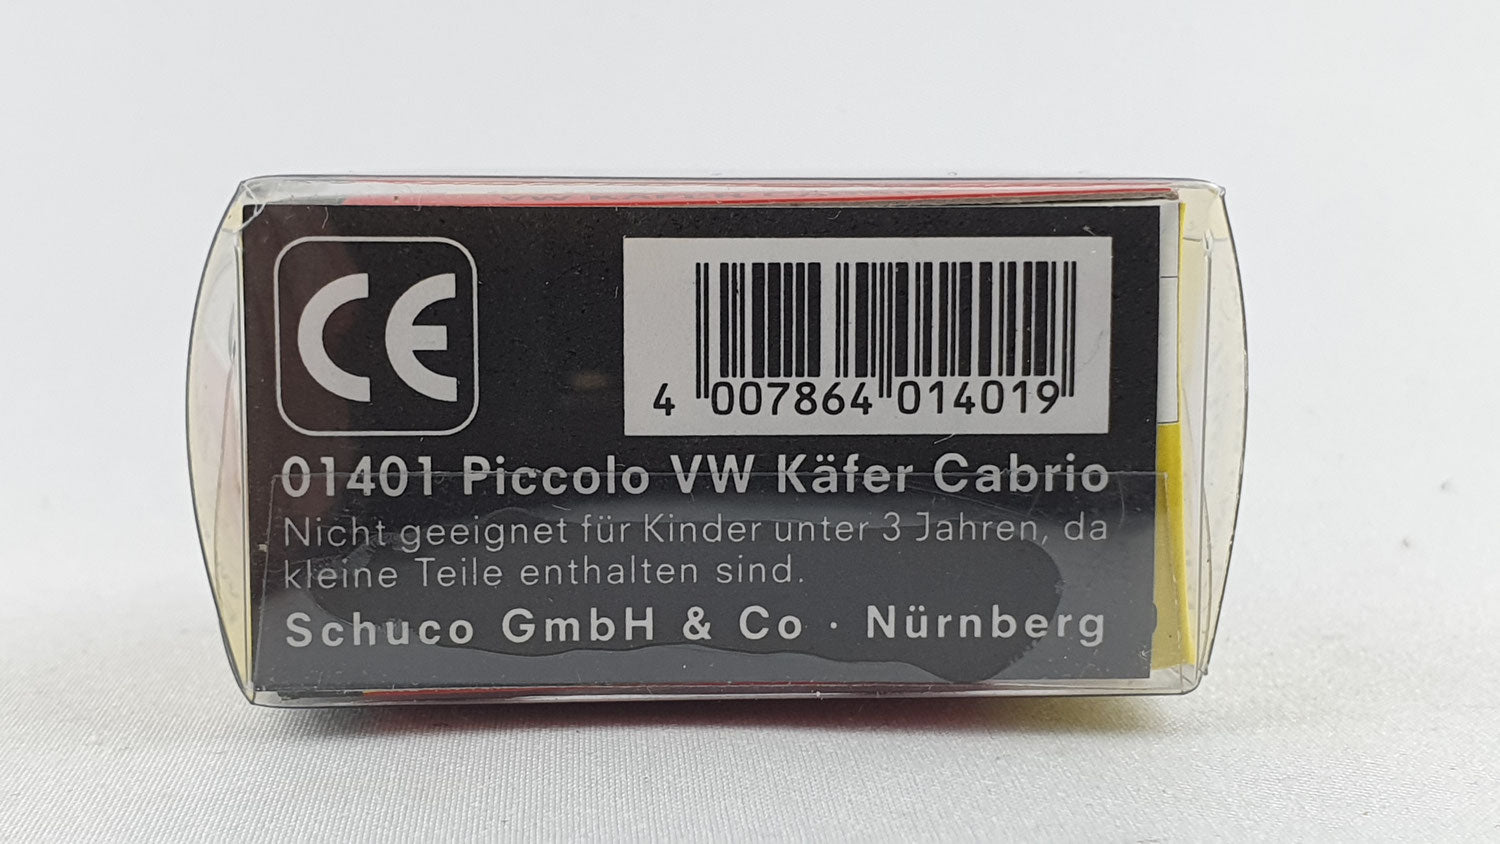 CE
4 007864 014019
01401 Piccolo VW Käfer Cabrio
Nicht geeignet für Kinder unter 3 Jahren, da
kleine Teile enthalten sind.
Schuco GmbH & Co · Nürnberg